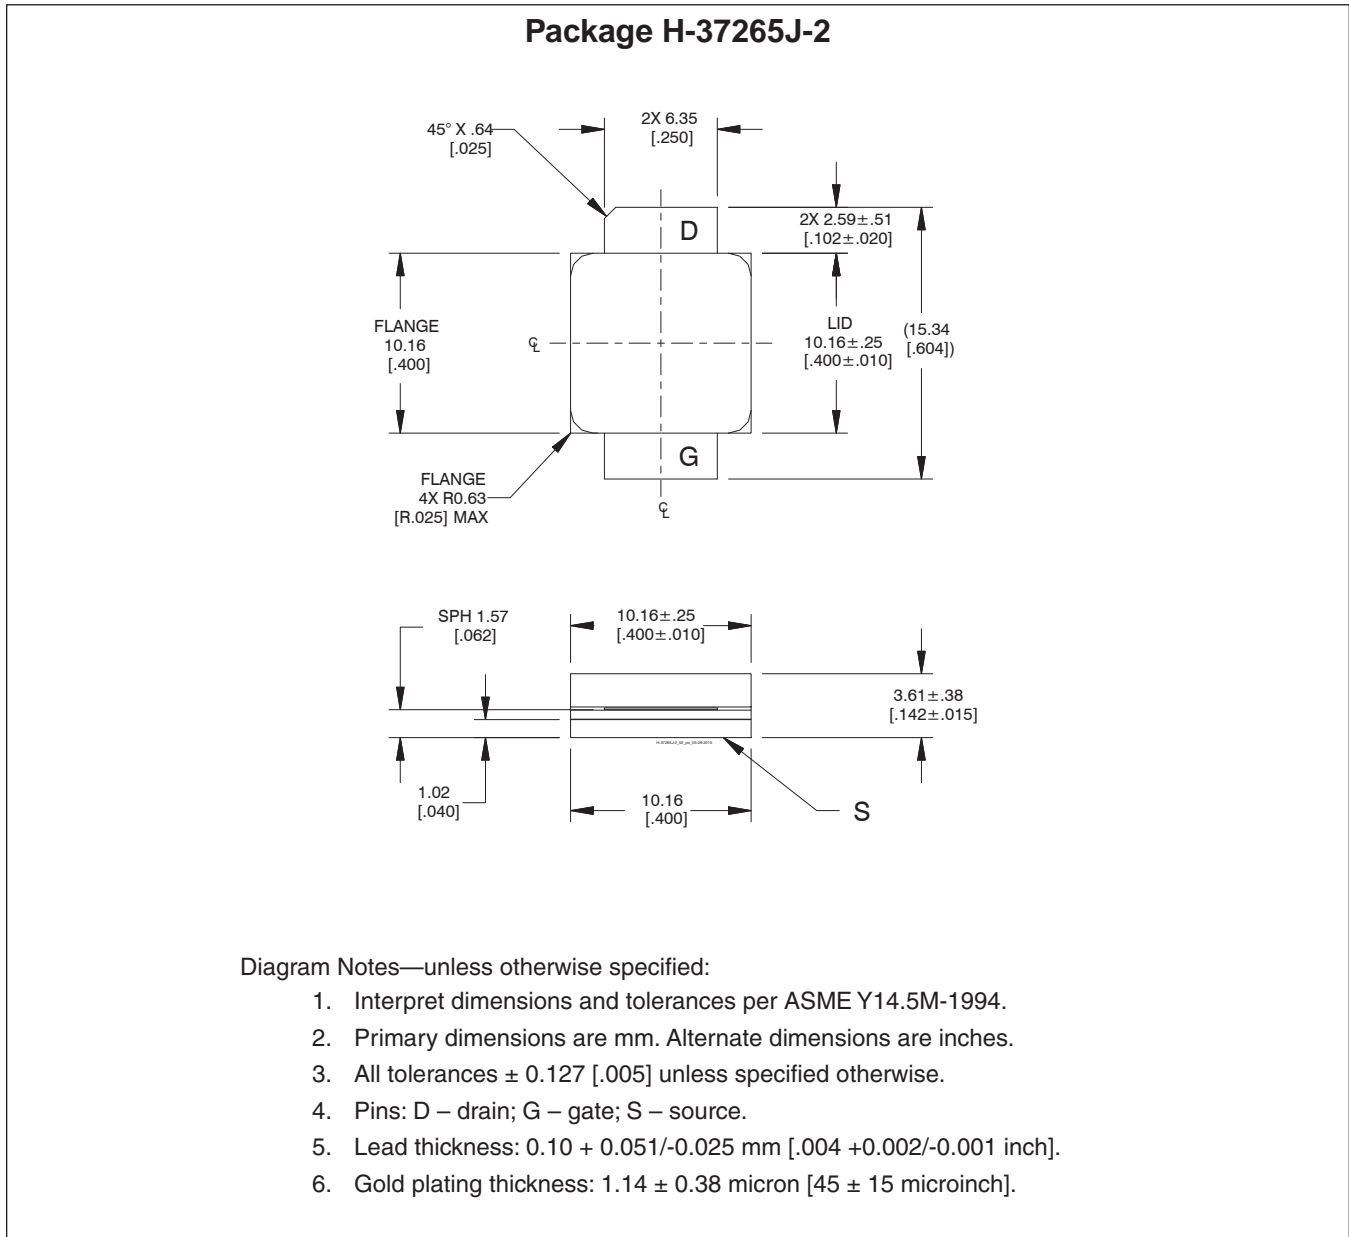 Package H-37265J-2
45° X .64
[.025]
2X 6.35
[.250]
2X 2.59±.51
[.102±.020]
D
FLANGE
10.16
[.400]
℄
LID
10.16±.25
[.400±.010]
(15.34
[.604])
G
FLANGE
4X R0.63
[R.025] MAX
℄
SPH 1.57
[.062]
10.16±.25
[.400±.010]
3.61±.38
[.142±.015]
1.02
[.040]
10.16
[.400]
S
Diagram Notes—unless otherwise specified:
1. Interpret dimensions and tolerances per ASME Y14.5M-1994.
2. Primary dimensions are mm. Alternate dimensions are inches.
3. All tolerances ± 0.127 [.005] unless specified otherwise.
4. Pins: D – drain; G – gate; S – source.
5. Lead thickness: 0.10 + 0.051/-0.025 mm [.004 +0.002/-0.001 inch].
6. Gold plating thickness: 1.14 ± 0.38 micron [45 ± 15 microinch].